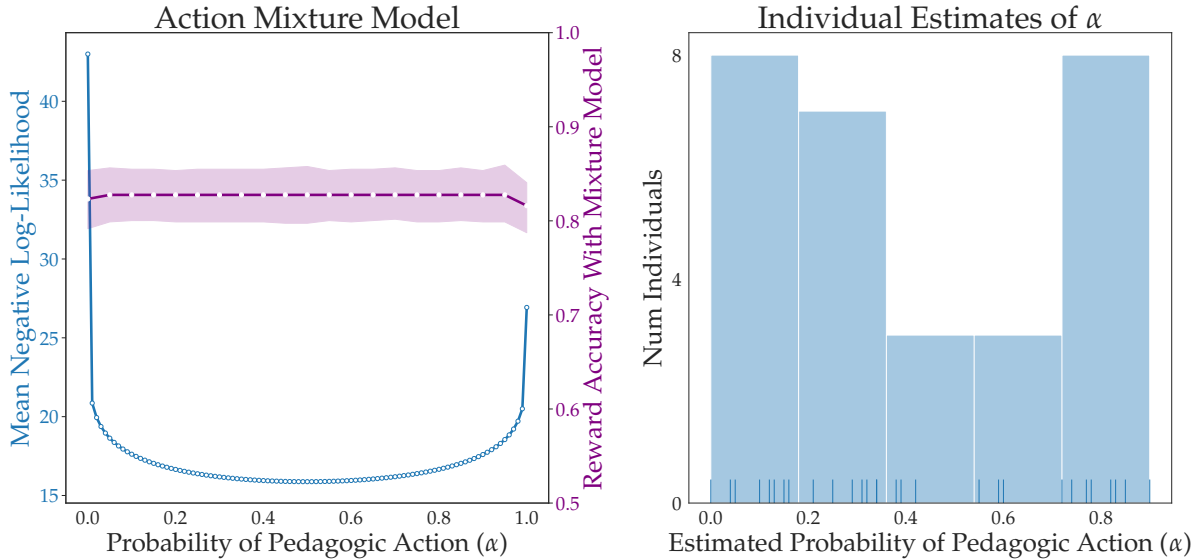 Action Mixture Model
Mean Negative Log-Likelihood
40
35
30
25
20
15
0.0 0.2 0.4 0.6 0.8 1.0
Probability of Pedagogic Action (α)
1.0
0.9
0.8
0.7
0.6
0.5
Reward Accuracy With Mixture Model
Individual Estimates of α
Num Individuals
8
4
0
0.0 0.2 0.4 0.6 0.8
Estimated Probability of Pedagogic Action (α)